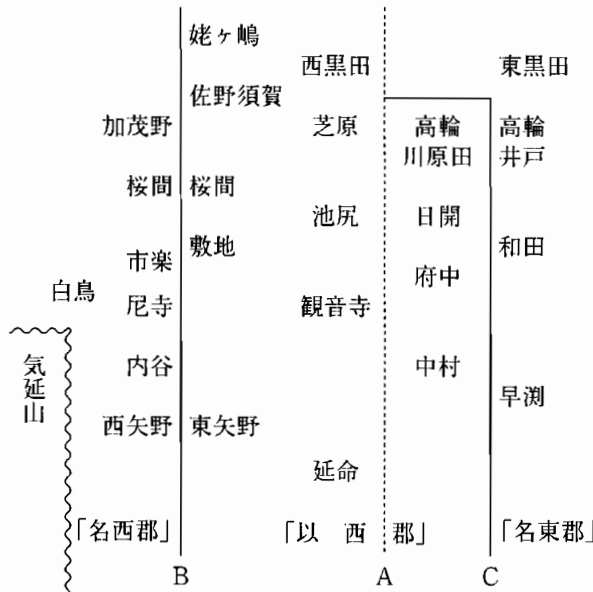 姥ヶ嶋
西黒田
東黒田
佐野須賀
加茂野
芝原
高輪
高輪
川原田
井戸
桜間
桜間
池尻
日開
敷地
和田
市楽
府中
白鳥
尼寺
観音寺
気延山
内谷
中村
早渕
西矢野
東矢野
延命
「名西郡」
「以西郡」
「名東郡」
B
A
C